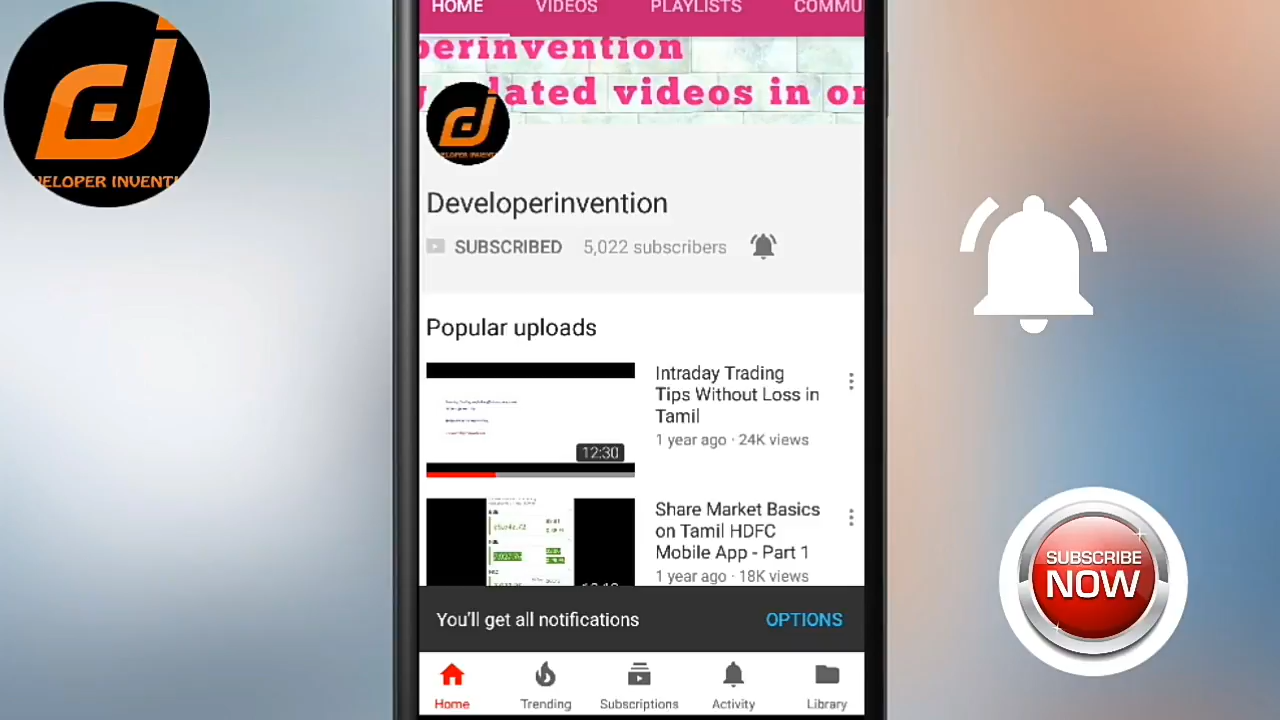 HOME VIDEOS PLAYLISTS COMMU
perinvention
lated videos in or
VELOPER INVENTI
Developerinvention
SUBSCRIBED 5,022 subscribers
Popular uploads
Intraday Trading
Tips Without Loss in
Tamil
1 year ago · 24K views
12:30
Share Market Basics
on Tamil HDFC
Mobile App - Part 1
1 year ago · 18K views
SUBSCRIBE
NOW
You'll get all notifications OPTIONS
Home Trending Subscriptions Activity Library